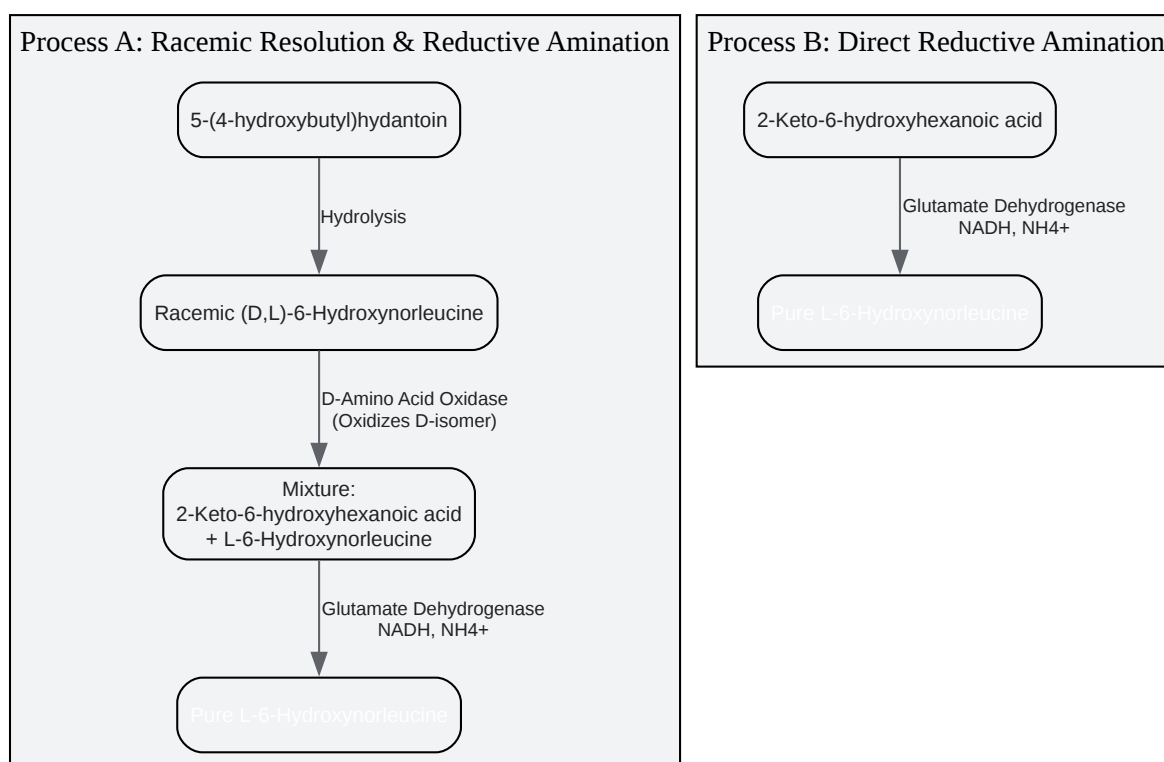 Process A: Racemic Resolution & Reductive Amination
5-(4-hydroxybutyl)hydantoin
Hydrolysis
Racemic (D,L)-6-Hydroxynorleucine
D-Amino Acid Oxidase
(Oxidizes D-isomer)
Mixture:
2-Keto-6-hydroxyhexanoic acid
+ L-6-Hydroxynorleucine
Glutamate Dehydrogenase
NADH, NH4+
Pure L-6-Hydroxynorleucine
Process B: Direct Reductive Amination
2-Keto-6-hydroxyhexanoic acid
Glutamate Dehydrogenase
NADH, NH4+
Pure L-6-Hydroxynorleucine